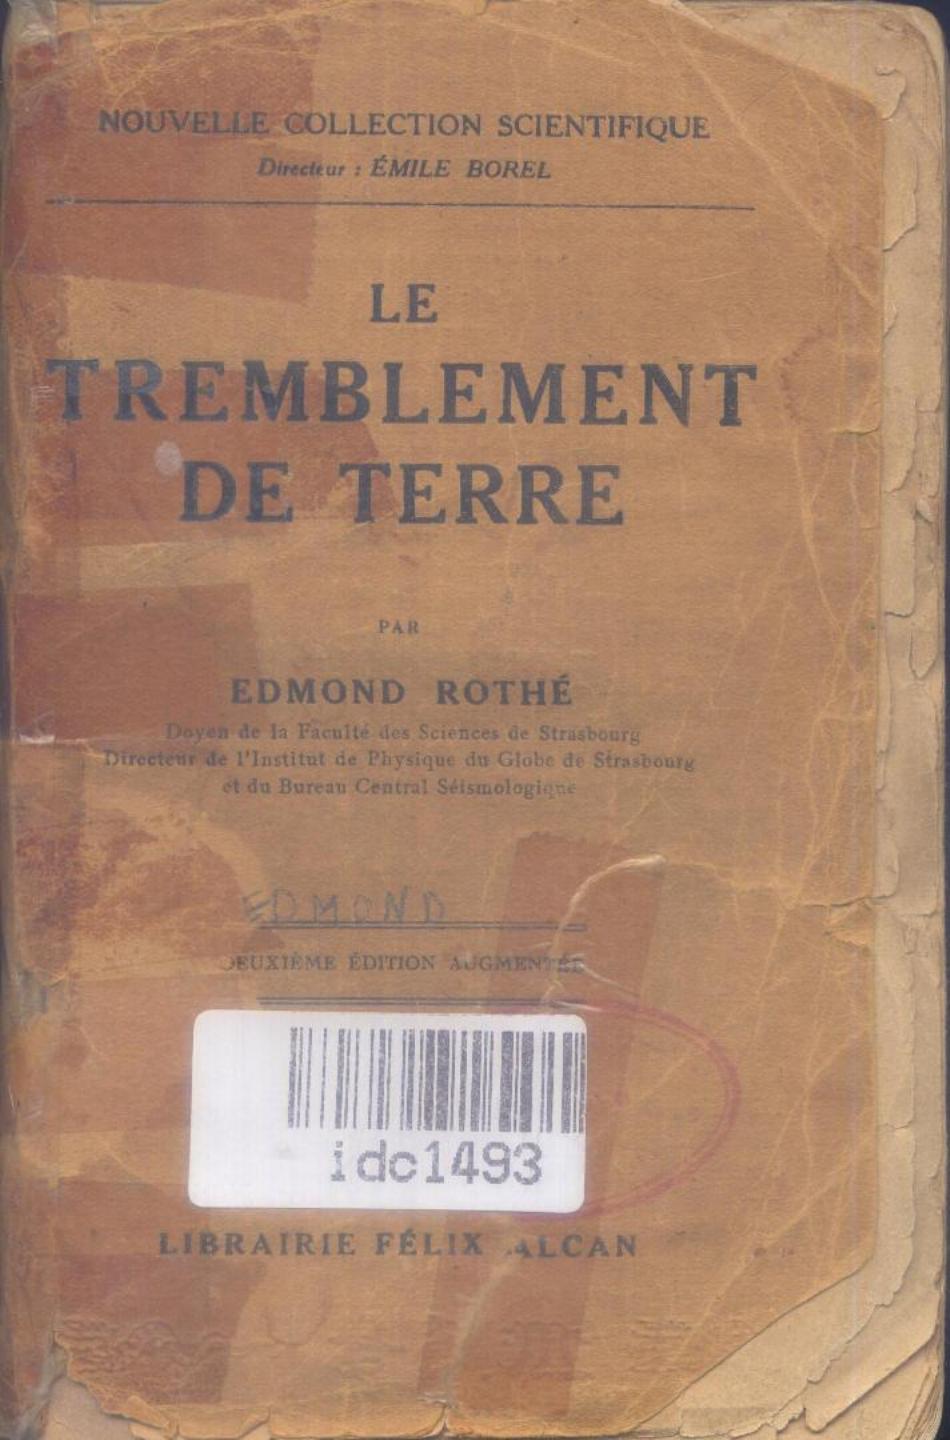 NOUVELLE COLLECTION SCIENTIFIQUE
Directeur : ÉMILE BOREL
LE
TREMBLEMENT
DE TERRE
PAR
EDMOND ROTHÉ
Doyen de la Faculté des Sciences de Strasbourg
Directeur de l'Institut de Physique du Globe de Strasbourg
et du Bureau Central Séismologique
EDMOND
DEUXIÈME ÉDITION AUGMENTÉE
idc1493
LIBRAIRIE FÉLIX ALCAN